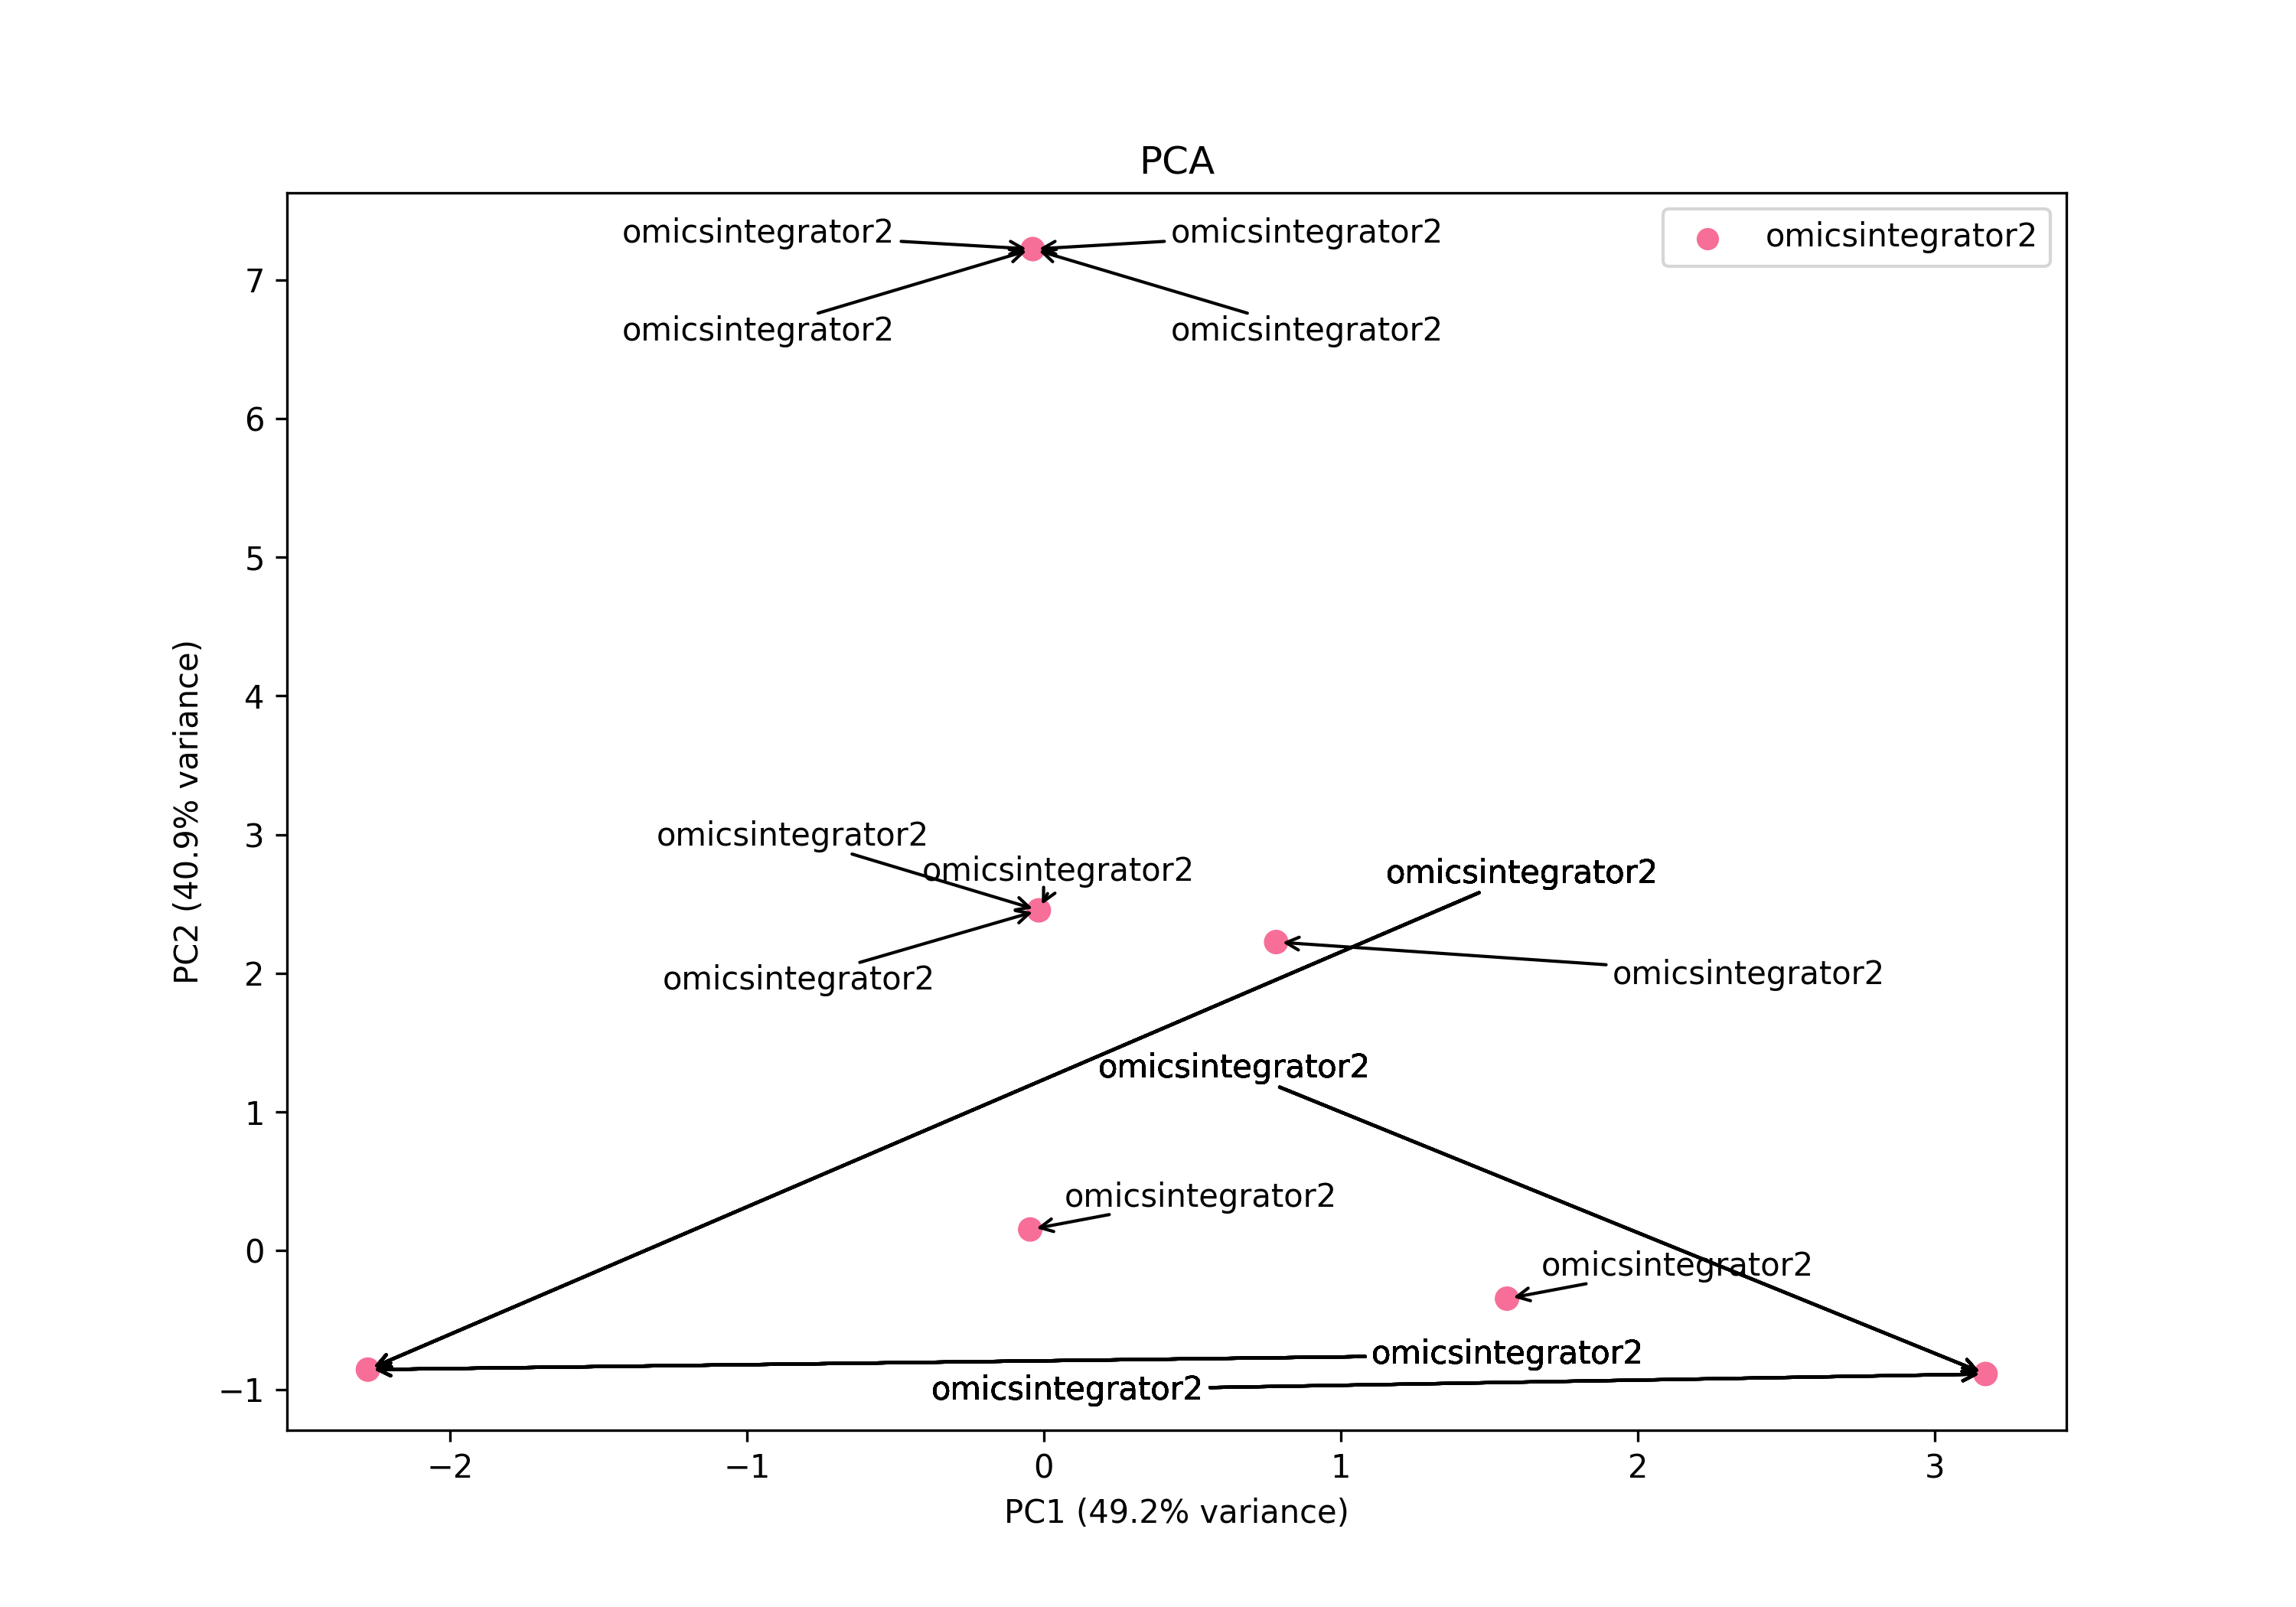 PCA
omicsintegrator2
omicsintegrator2
omicsintegrator2
omicsintegrator2
omicsintegrator2
7
6
5
4
3
2
1
0
−1
PC2 (40.9% variance)
omicsintegrator2
omicsintegrator2
omicsintegrator2
omicsintegrator2
omicsintegrator2
omicsintegrator2
omicsintegrator2
omicsintegrator2
omicsintegrator2
omicsintegrator2
−2
−1
0
1
2
3
PC1 (49.2% variance)